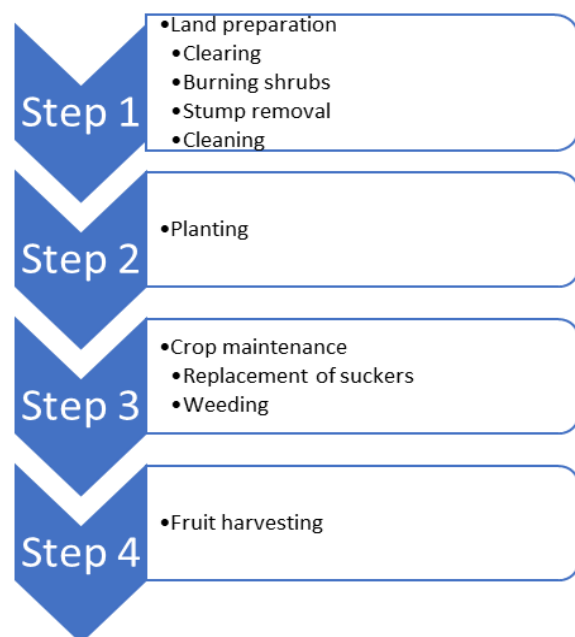 Step 1
•Land preparation
•Clearing
•Burning shrubs
•Stump removal
•Cleaning
Step 2
•Planting
Step 3
•Crop maintenance
•Replacement of suckers
•Weeding
Step 4
•Fruit harvesting